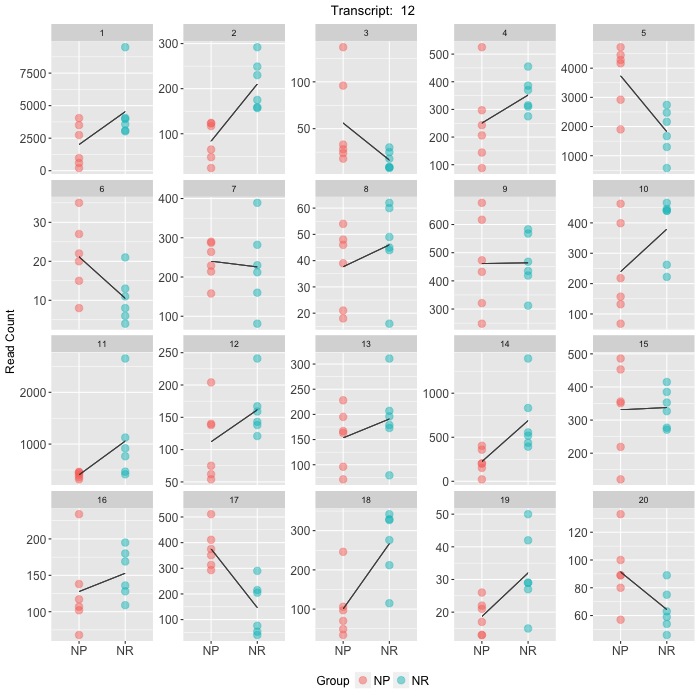 Transcript:  12
1 2 3 4 5
7500 5000 2500 0
300 200 100
100 50
500 400 300 200 100
4000 3000 2000 1000
6 7 8 9 10
30 20 10
400 300 200 100
60 50 40 30 20
600 500 400 300
400 300 200 100
Read Count
11 12 13 14 15
2000 1000
250 200 150 100 50
300 250 200 150 100
1000 500 0
500 400 300 200
16 17 18 19 20
200 150 100
500 400 300 200 100
300 200 100
50 40 30 20
120 100 80 60
NP NR NP NR NP NR NP NR NP NR
Group NP NR